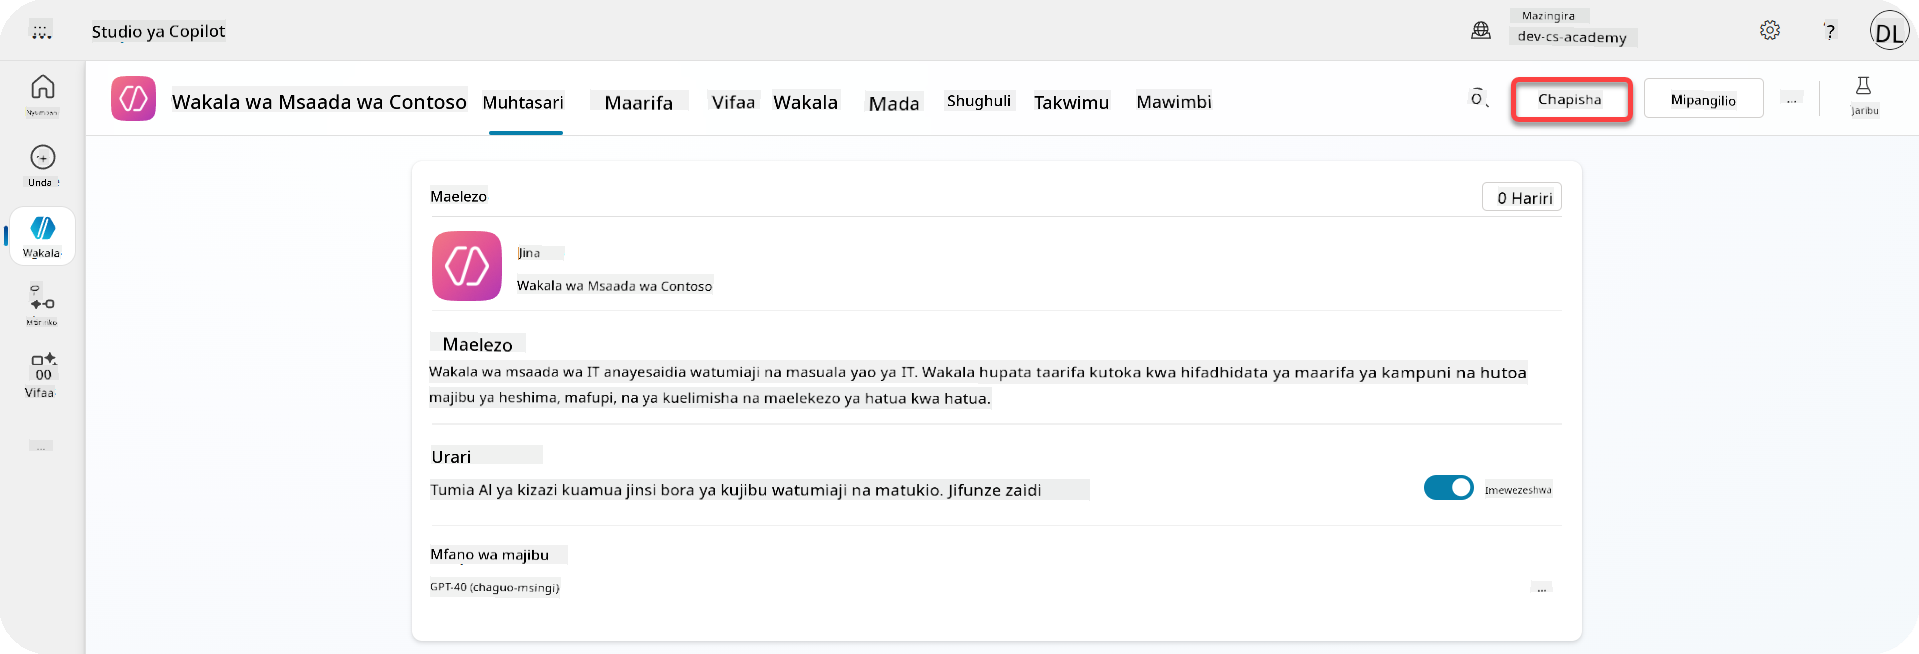 Studio ya Copilot
Mazingira
dev-cs-academy
?
DL
Wakala wa Msaada wa Contoso
Muhtasari
Maarifa
Vifaa
Wakala
Mada
Shughuli
Takwimu
Mawimbi
Chapisha
Mipangilio
...
Jaribu
Unda
Wakala
00
Vifaa
...
Maelezo
0 Hariri
Jina
Wakala wa Msaada wa Contoso
Maelezo
Wakala wa msaada wa IT anayesaidia watumiaji na masuala yao ya IT. Wakala hupata taarifa kutoka kwa hifadhidata ya maarifa ya kampuni na hutoa
majibu ya heshima, mafupi, na ya kuelimisha na maelekezo ya hatua kwa hatua.
Urari
Tumia AI ya kizazi kuamua jinsi bora ya kujibu watumiaji na matukio. Jifunze zaidi
Imewezeshwa
Mfano wa majibu
GPT-40 (chaguo-msingi)
...